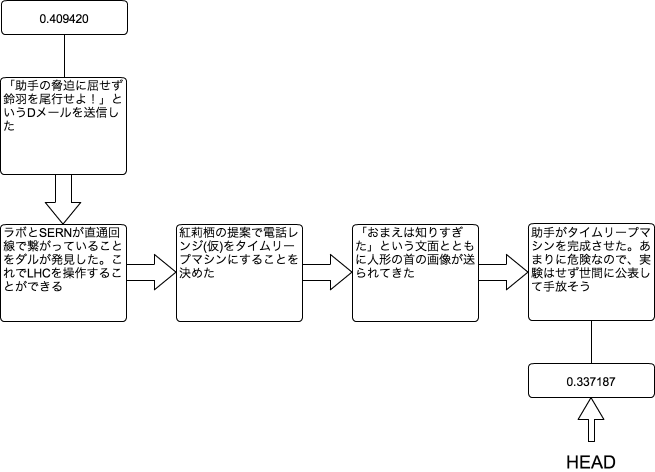 0.409420
「助手の脅迫に屈せず
鈴羽を尾行せよ！」と
いうDメールを送信し
た
ラボとSERNが直通回
線で繋がっていること
をダルが発見した。こ
れでLHCを操作するこ
とができる
紅莉栖の提案で電話レ
ンジ(仮)をタイムリー
プマシンにすることを
決めた
「おまえは知りすぎ
た」という文面ととも
に人形の首の画像が送
られてきた
助手がタイムリープマ
シンを完成させた。あ
まりに危険なので、実
験はせず世間に公表し
て手放そう
0.337187
HEAD